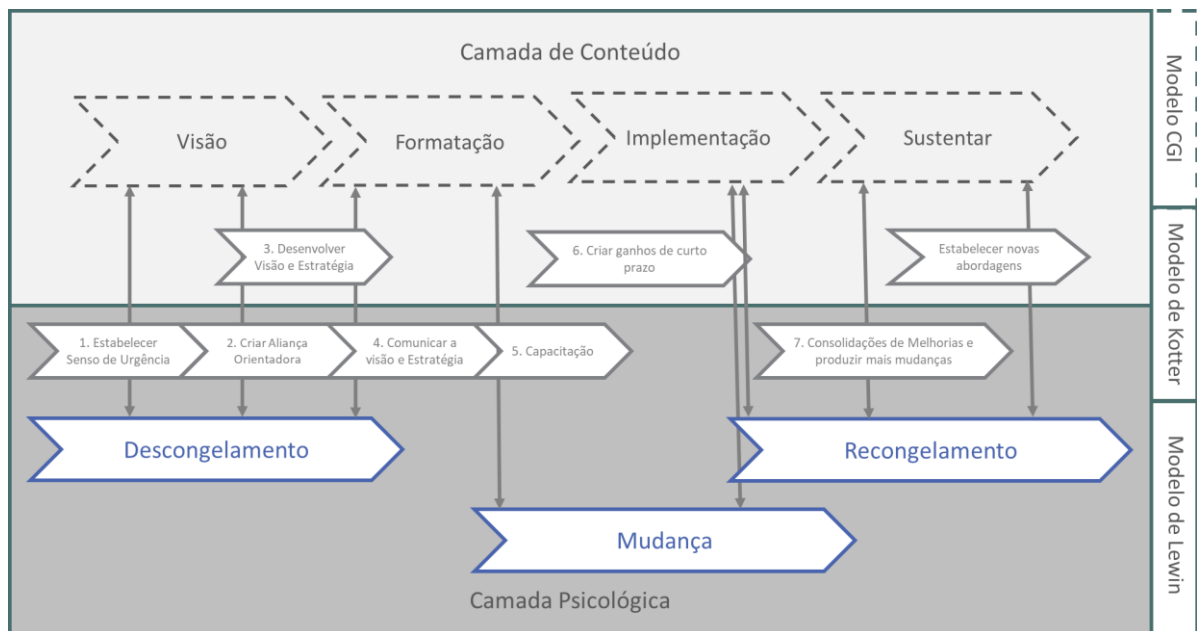 Camada de Conteúdo
Visão
Formatação
Implementação
Sustentar
3. Desenvolver
Visão e Estratégia
6. Criar ganhos de curto
prazo
Estabelecer novas
abordagens
1. Estabelecer
Senso de Urgência
2. Criar Aliança
Orientadora
4. Comunicar a
visão e Estratégia
5. Capacitação
7. Consolidações de Melhorias e
produzir mais mudanças
Descongelamento
Recongelamento
Mudança
Camada Psicológica
Modelo CGI
Modelo de Kotter
Modelo de Lewin